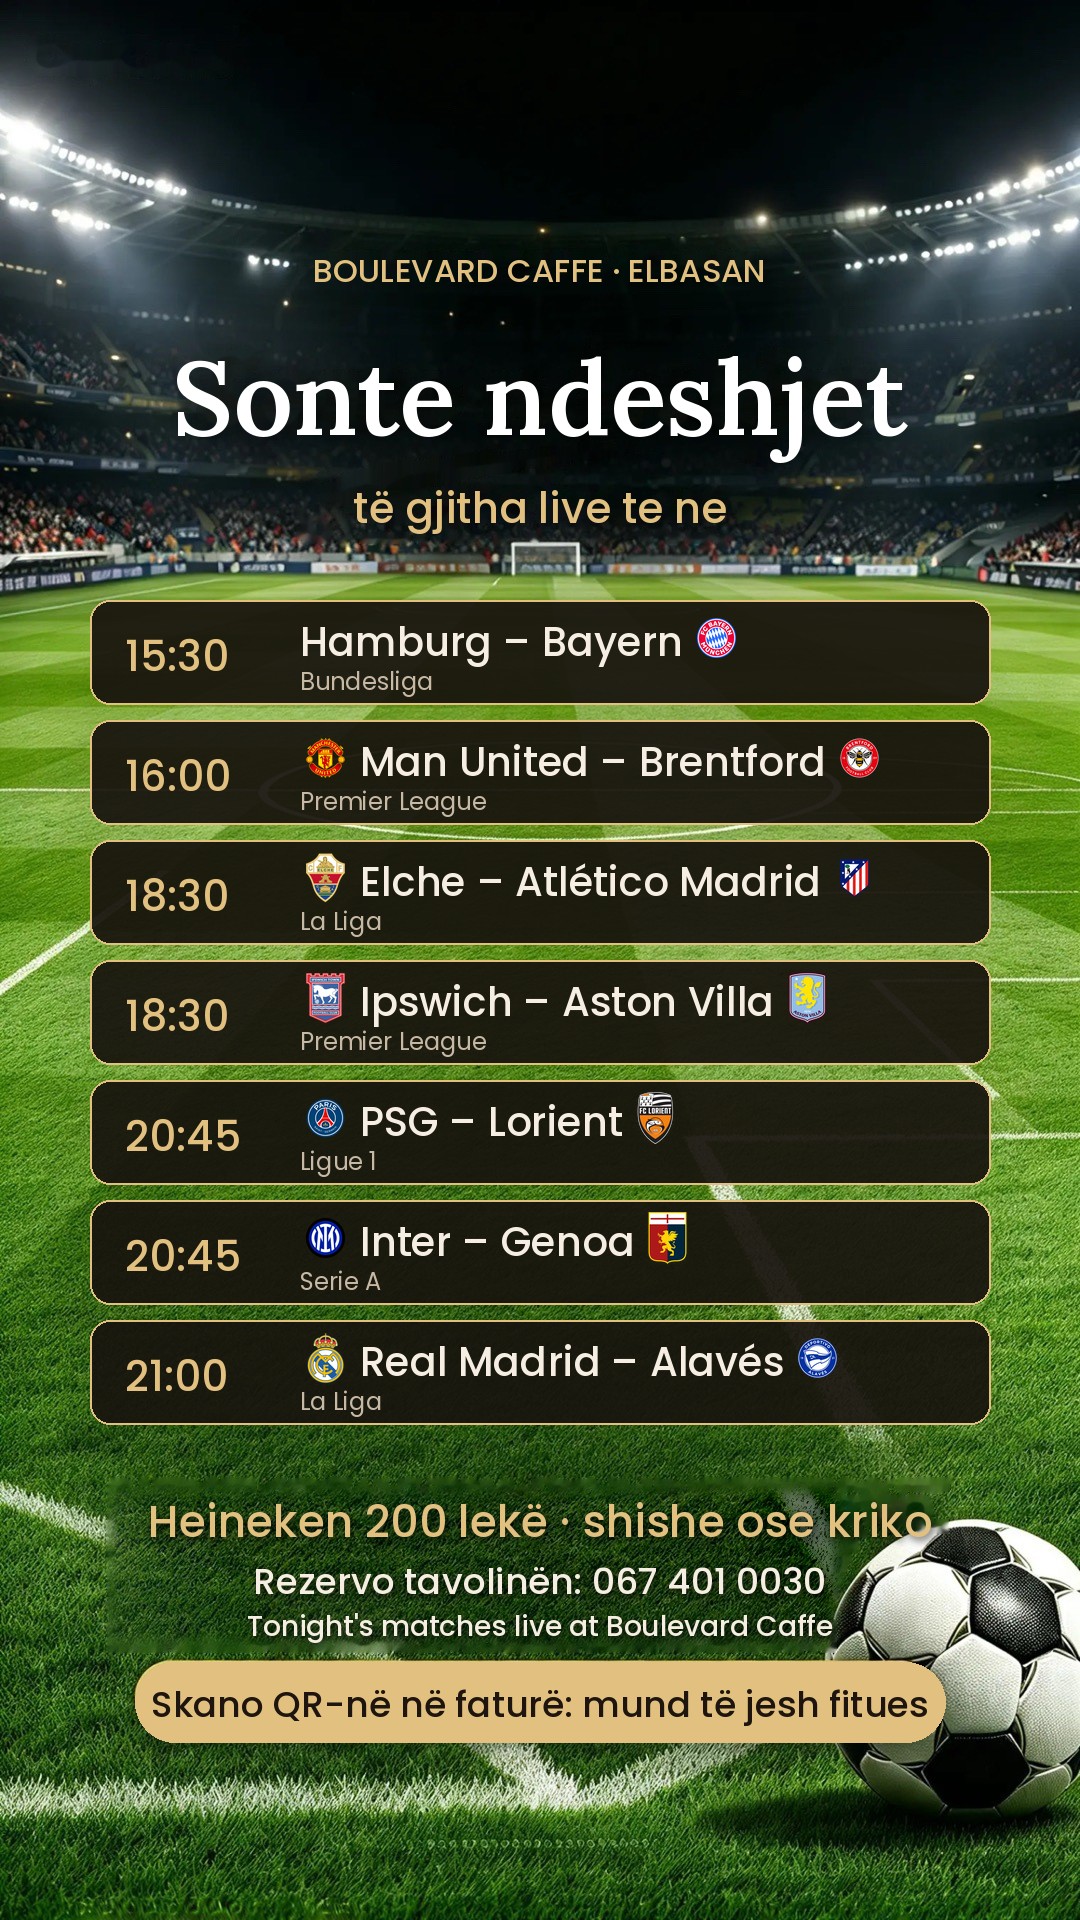 BOULEVARD CAFFE · ELBASAN
Sonte ndeshjet
të gjitha live te ne
15:30 Hamburg – Bayern
Bundesliga
16:00 Man United – Brentford
Premier League
18:30 Elche – Atlético Madrid
La Liga
18:30 Ipswich – Aston Villa
Premier League
20:45 PSG – Lorient
Ligue 1
20:45 Inter – Genoa
Serie A
21:00 Real Madrid – Alavés
La Liga
Heineken 200 lekë · shishe ose kriko
Rezervo tavolinën: 067 401 0030
Tonight's matches live at Boulevard Caffe
Skano QR-në në faturë: mund të jesh fitues